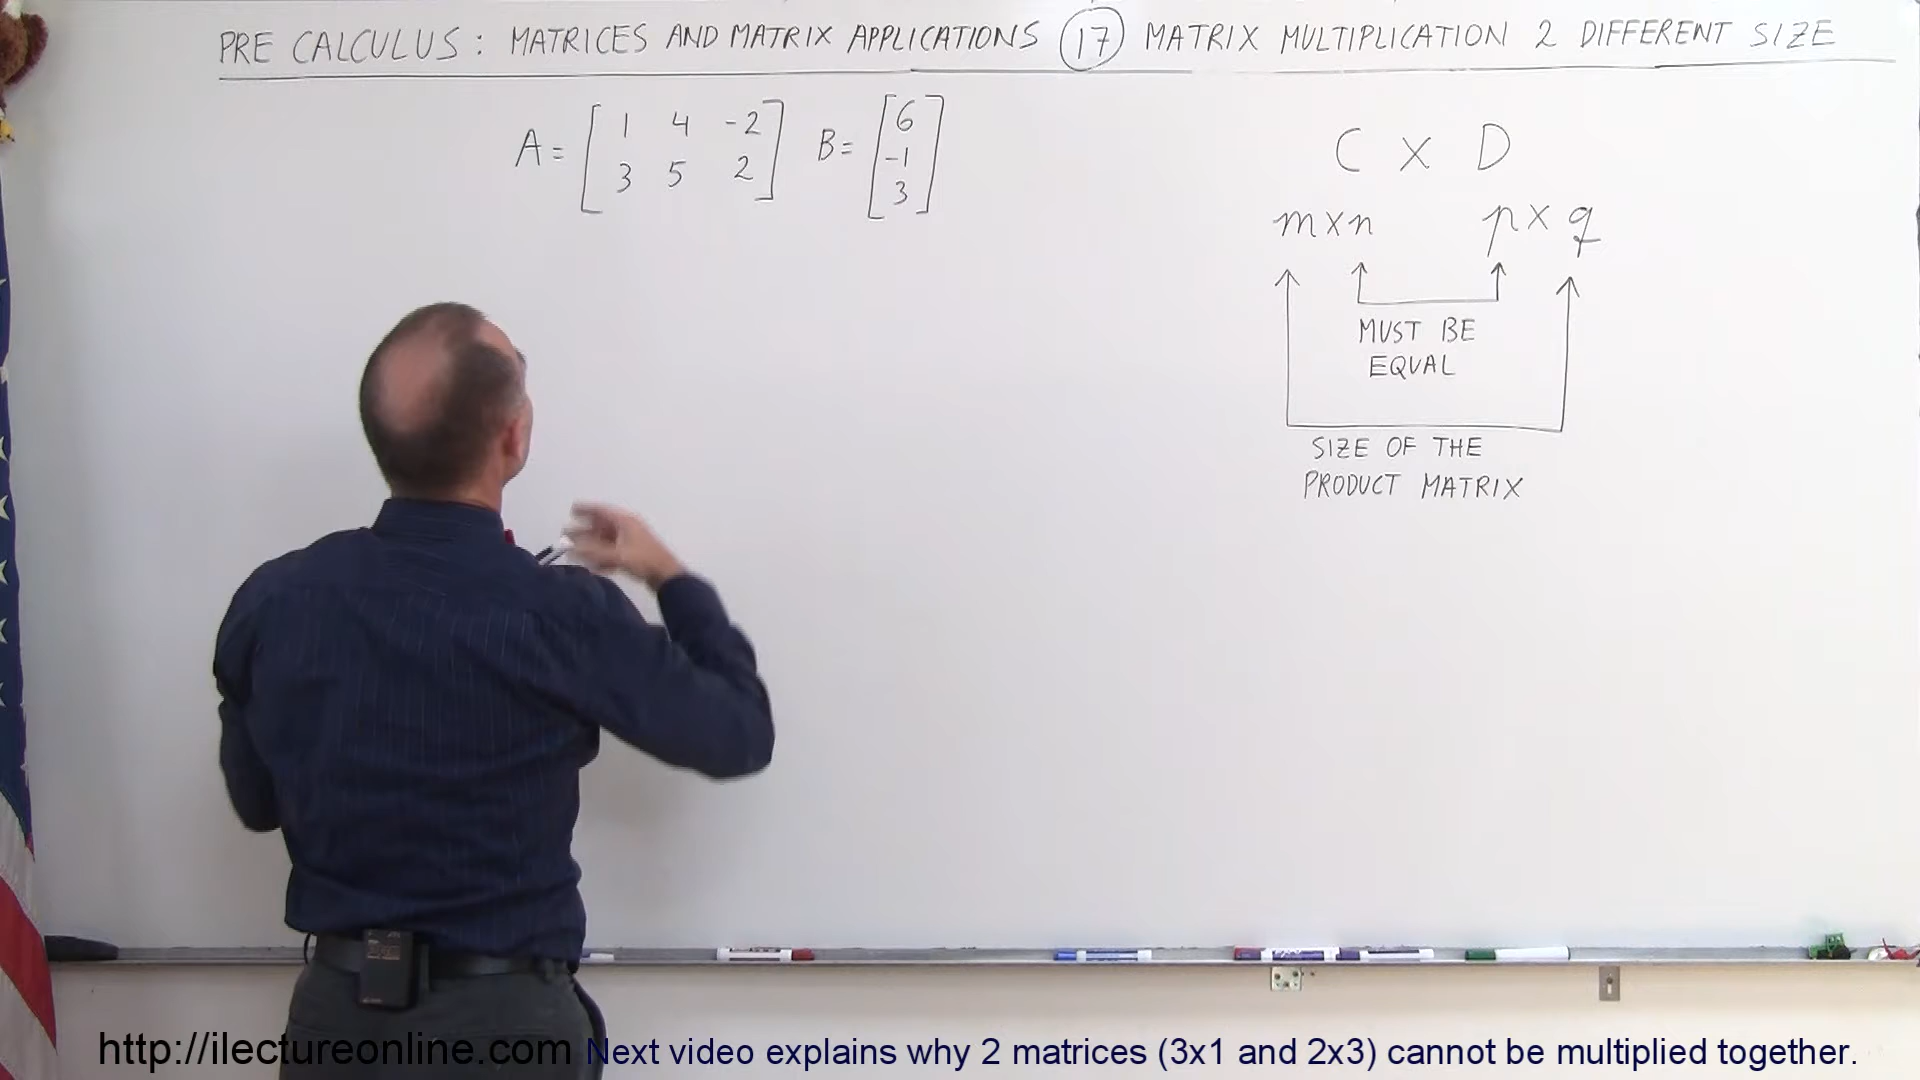 PRE CALCULUS: MATRICES AND MATRIX APPLICATIONS 17 MATRIX MULTIPLICATION 2 DIFFERENT SIZE
A = [ 1 4 -2 ] B = [ 6 ]
[ 3 5 2 ] [ -1 ]
[ 3 ]
C X D
m x n p x q
MUST BE
EQUAL
SIZE OF THE
PRODUCT MATRIX
http://ilectureonline.com Next video explains why 2 matrices (3x1 and 2x3) cannot be multiplied together.